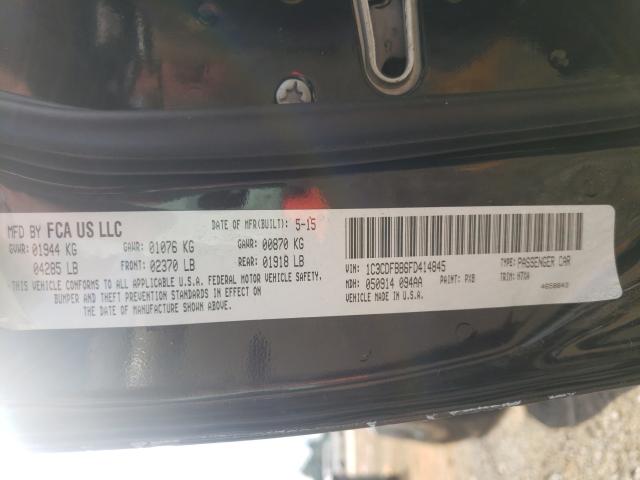 MFD BY FCA US LLC
DATE OF MFR(BUILT): 5-15
GVWR: 01944 KG GAWR: 01076 KG GAWR: 00870 KG
04285 LB FRONT: 02370 LB REAR: 01918 LB
THIS VEHICLE CONFORMS TO ALL APPLICABLE U.S.A. FEDERAL MOTOR VEHICLE SAFETY,
BUMPER AND THEFT PREVENTION STANDARDS IN EFFECT ON
THE DATE OF MANUFACTURE SHOWN ABOVE.
VIN: 1C3CDFBB6FD414845 TYPE: PASSENGER CAR
MDH: 050914 094AA PAINT: PX8 TRIM: H7X9
VEHICLE MADE IN U.S.A. 4658843